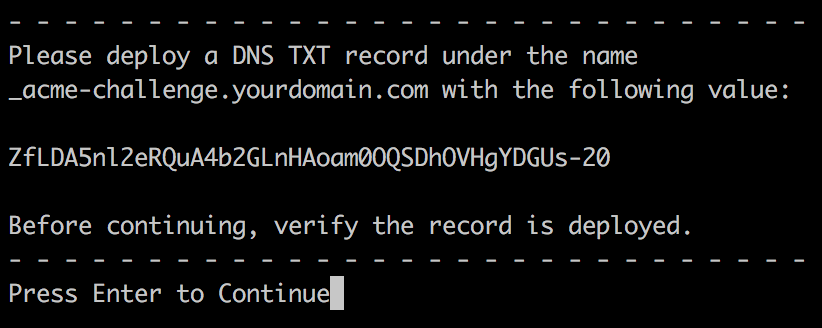 - - - - - - - - - - - - - - - - - - - - - - - - - - - - -
Please deploy a DNS TXT record under the name
_acme-challenge.yourdomain.com with the following value:
ZfLDA5nl2eRQuA4b2GLnHAoam0OQSDhOVHgYDGUs-20
Before continuing, verify the record is deployed.
- - - - - - - - - - - - - - - - - - - - - - - - - - - - -
Press Enter to Continue